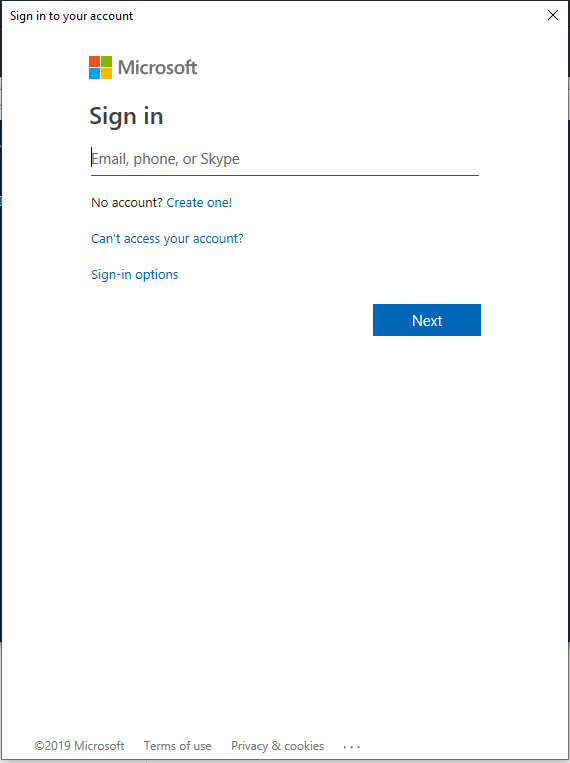 Sign in to your account
Microsoft
Sign in
Email, phone, or Skype
No account? Create one!
Can't access your account?
Sign-in options
Next
©2019 Microsoft Terms of use Privacy & cookies ...